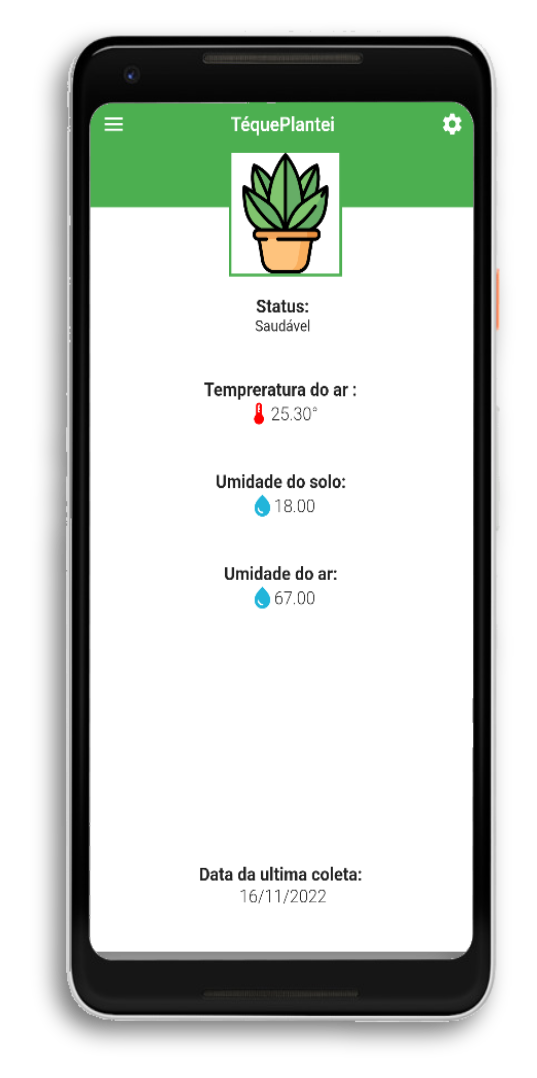 TéquePlantei
Status:
Saudável
Tempreratura do ar :
25.30°
Umidade do solo:
18.00
Umidade do ar:
67.00
Data da ultima coleta:
16/11/2022